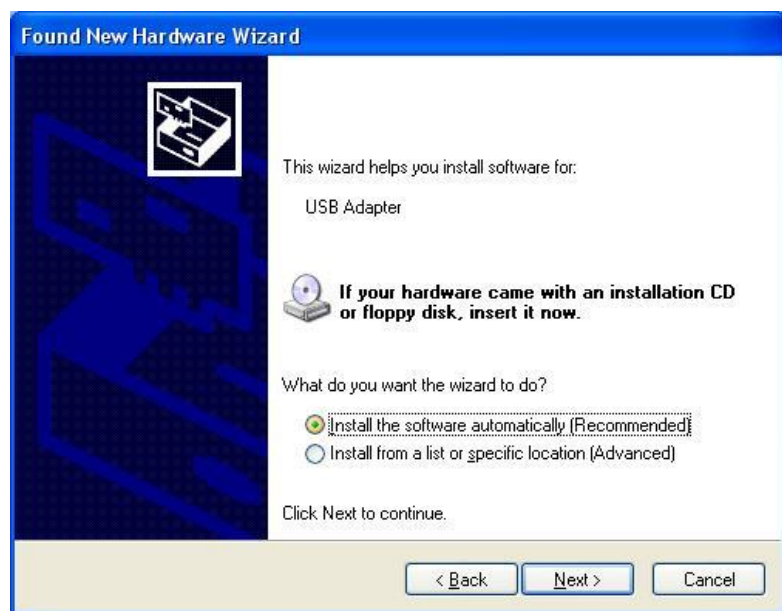 Found New Hardware Wizard
This wizard helps you install software for:
USB Adapter
If your hardware came with an installation CD
or floppy disk, insert it now.
What do you want the wizard to do?
Install the software automatically (Recommended)
Install from a list or specific location (Advanced)
Click Next to continue.
< Back
Next >
Cancel